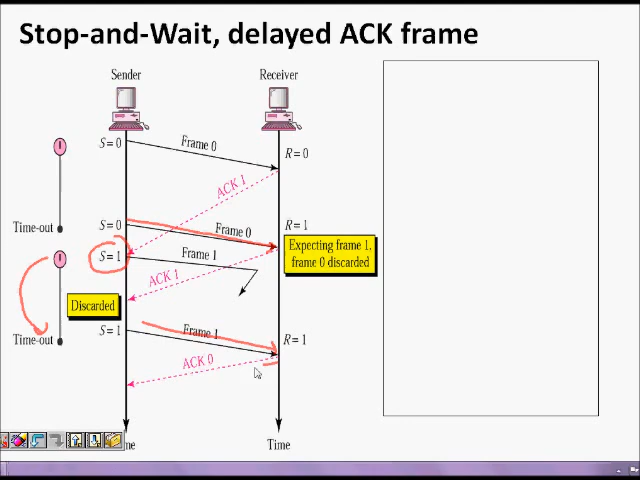 Stop-and-Wait, delayed ACK frame
Sender
Receiver
S = 0
Frame 0
R = 0
ACK 1
Time-out
S = 0
Frame 0
R = 1
Expecting frame 1,
frame 0 discarded
S = 1
Frame 1
ACK 1
Discarded
Time-out
S = 1
Frame 1
R = 1
ACK 0
ne
Time